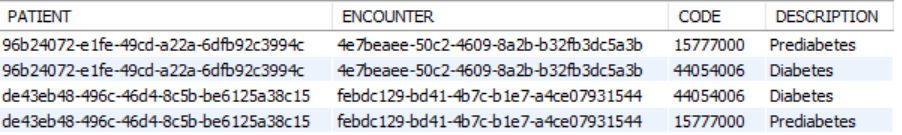 PATIENT ENCOUNTER CODE DESCRIPTION
96b24072-e1fe-49cd-a22a-6dfb92c3994c 4e7beaee-50c2-4609-8a2b-b32fb3dc5a3b 15777000 Prediabetes
96b24072-e1fe-49cd-a22a-6dfb92c3994c 4e7beaee-50c2-4609-8a2b-b32fb3dc5a3b 44054006 Diabetes
de43eb48-496c-46d4-8c5b-be6125a38c15 febdc129-bd41-4b7c-b1e7-a4ce07931544 44054006 Diabetes
de43eb48-496c-46d4-8c5b-be6125a38c15 febdc129-bd41-4b7c-b1e7-a4ce07931544 15777000 Prediabetes